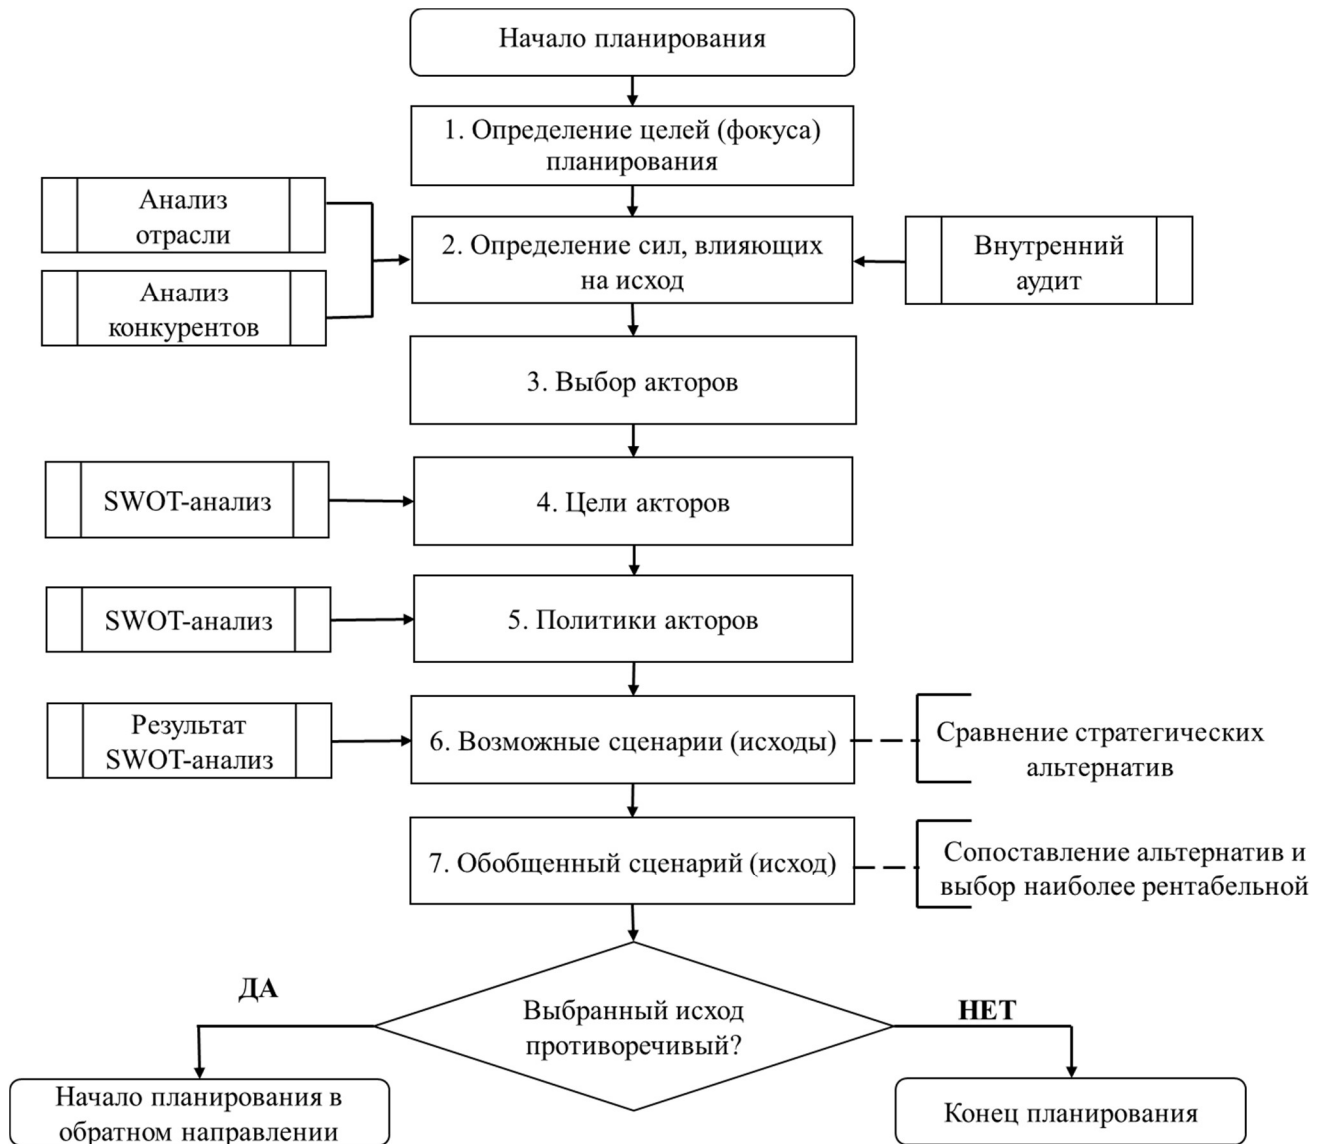 Начало планирования
1. Определение целей (фокуса)
планирования
Анализ
отрасли
2. Определение сил, влияющих
на исход
Внутренний
аудит
Анализ
конкурентов
3. Выбор акторов
SWOT-анализ
4. Цели акторов
SWOT-анализ
5. Политики акторов
Результат
SWOT-анализ
6. Возможные сценарии (исходы)
Сравнение стратегических
альтернатив
7. Обобщенный сценарий (исход)
Сопоставление альтернатив и
выбор наиболее рентабельной
Выбранный исход
противоречивый?
ДА
НЕТ
Начало планирования в
обратном направлении
Конец планирования